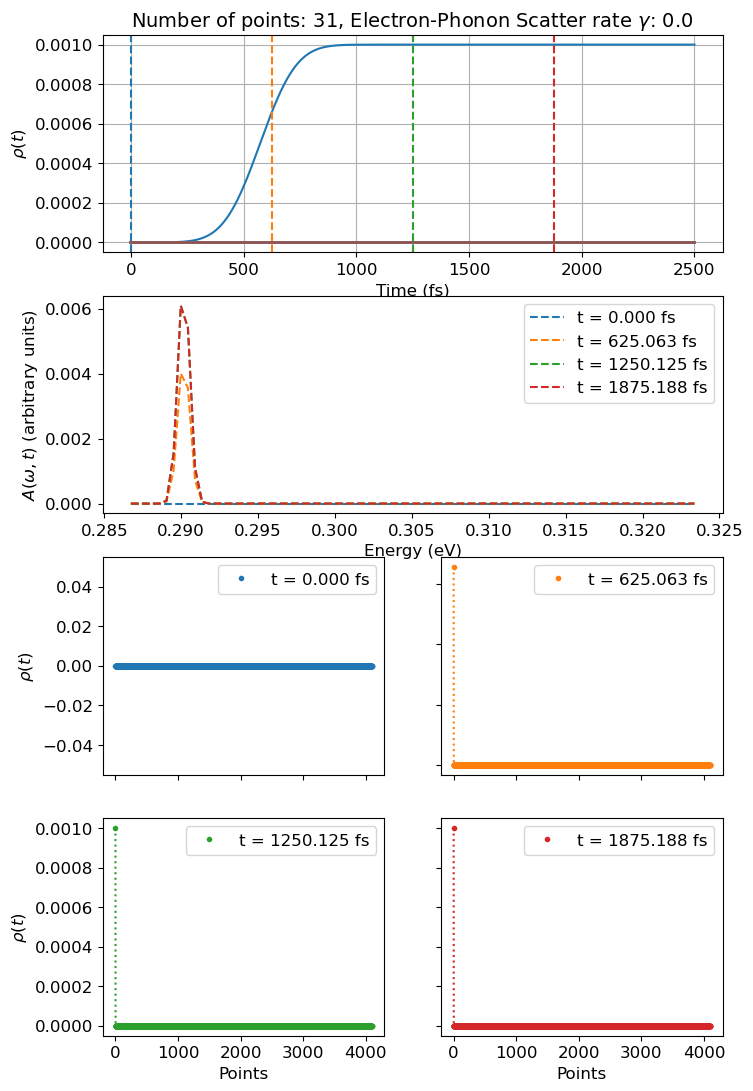 Number of points: 31, Electron-Phonon Scatter rate γ: 0.0
0.0010
0.0008
0.0006
0.0004
0.0002
0.0000
ρ(t)
0 500 1000 1500 2000 2500
Time (fs)
0.006
0.004
0.002
0.000
A(ω, t) (arbitrary units)
t = 0.000 fs
t = 625.063 fs
t = 1250.125 fs
t = 1875.188 fs
0.285 0.290 0.295 0.300 0.305 0.310 0.315 0.320 0.325
Energy (eV)
0.04
0.02
0.00
−0.02
−0.04
ρ(t)
t = 0.000 fs
t = 625.063 fs
0.0010
0.0008
0.0006
0.0004
0.0002
0.0000
ρ(t)
t = 1250.125 fs
0 1000 2000 3000 4000
Points
t = 1875.188 fs
0 1000 2000 3000 4000
Points